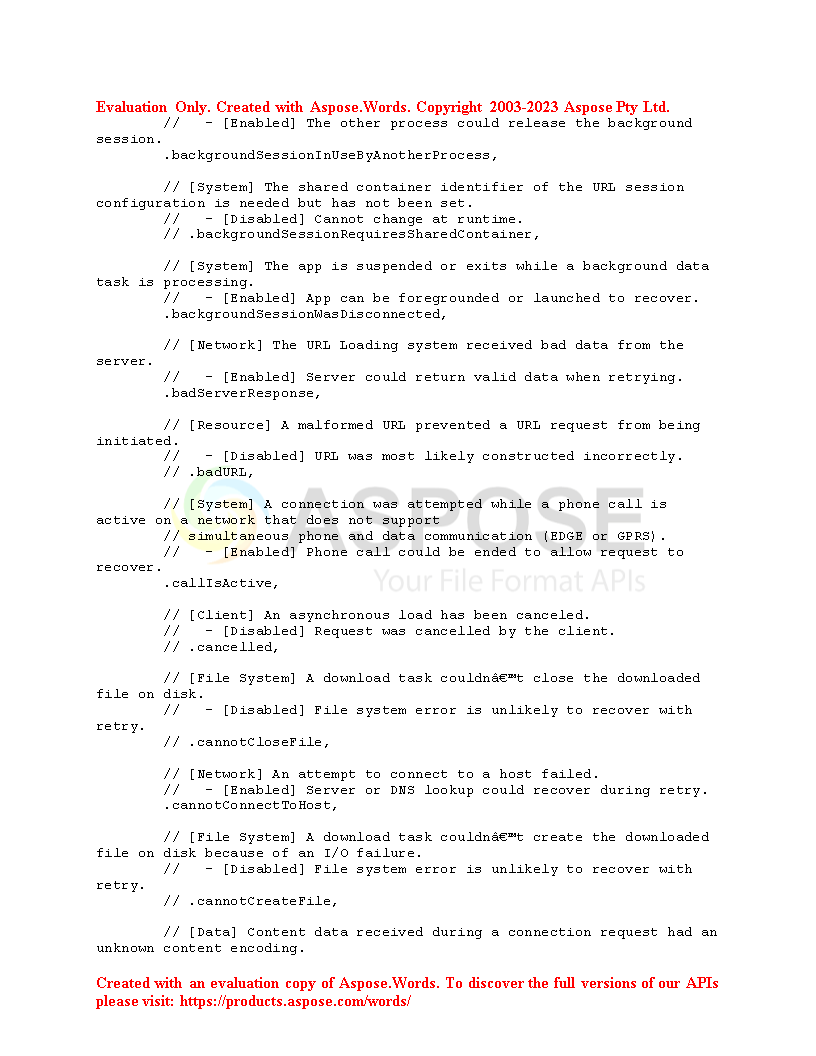 Evaluation Only. Created with Aspose.Words. Copyright 2003-2023 Aspose Pty Ltd.
//   - [Enabled] The other process could release the background
session.
.backgroundSessionInUseByAnotherProcess,
// [System] The shared container identifier of the URL session
configuration is needed but has not been set.
//   - [Disabled] Cannot change at runtime.
// .backgroundSessionRequiresSharedContainer,
// [System] The app is suspended or exits while a background data
task is processing.
//   - [Enabled] App can be foregrounded or launched to recover.
.backgroundSessionWasDisconnected,
// [Network] The URL Loading system received bad data from the
server.
//   - [Enabled] Server could return valid data when retrying.
.badServerResponse,
// [Resource] A malformed URL prevented a URL request from being
initiated.
//   - [Disabled] URL was most likely constructed incorrectly.
// .badURL,
// [System] A connection was attempted while a phone call is
active on a network that does not support
// simultaneous phone and data communication (EDGE or GPRS).
//   - [Enabled] Phone call could be ended to allow request to
recover.
.callIsActive,
ASPOSE
Your File Format APIs
// [Client] An asynchronous load has been canceled.
//   - [Disabled] Request was cancelled by the client.
// .cancelled,
// [File System] A download task couldnâ€™t close the downloaded
file on disk.
//   - [Disabled] File system error is unlikely to recover with
retry.
// .cannotCloseFile,
// [Network] An attempt to connect to a host failed.
//   - [Enabled] Server or DNS lookup could recover during retry.
.cannotConnectToHost,
// [File System] A download task couldnâ€™t create the downloaded
file on disk because of an I/O failure.
//   - [Disabled] File system error is unlikely to recover with
retry.
// .cannotCreateFile,
// [Data] Content data received during a connection request had an
unknown content encoding.
Created with an evaluation copy of Aspose.Words. To discover the full versions of our APIs
please visit: https://products.aspose.com/words/